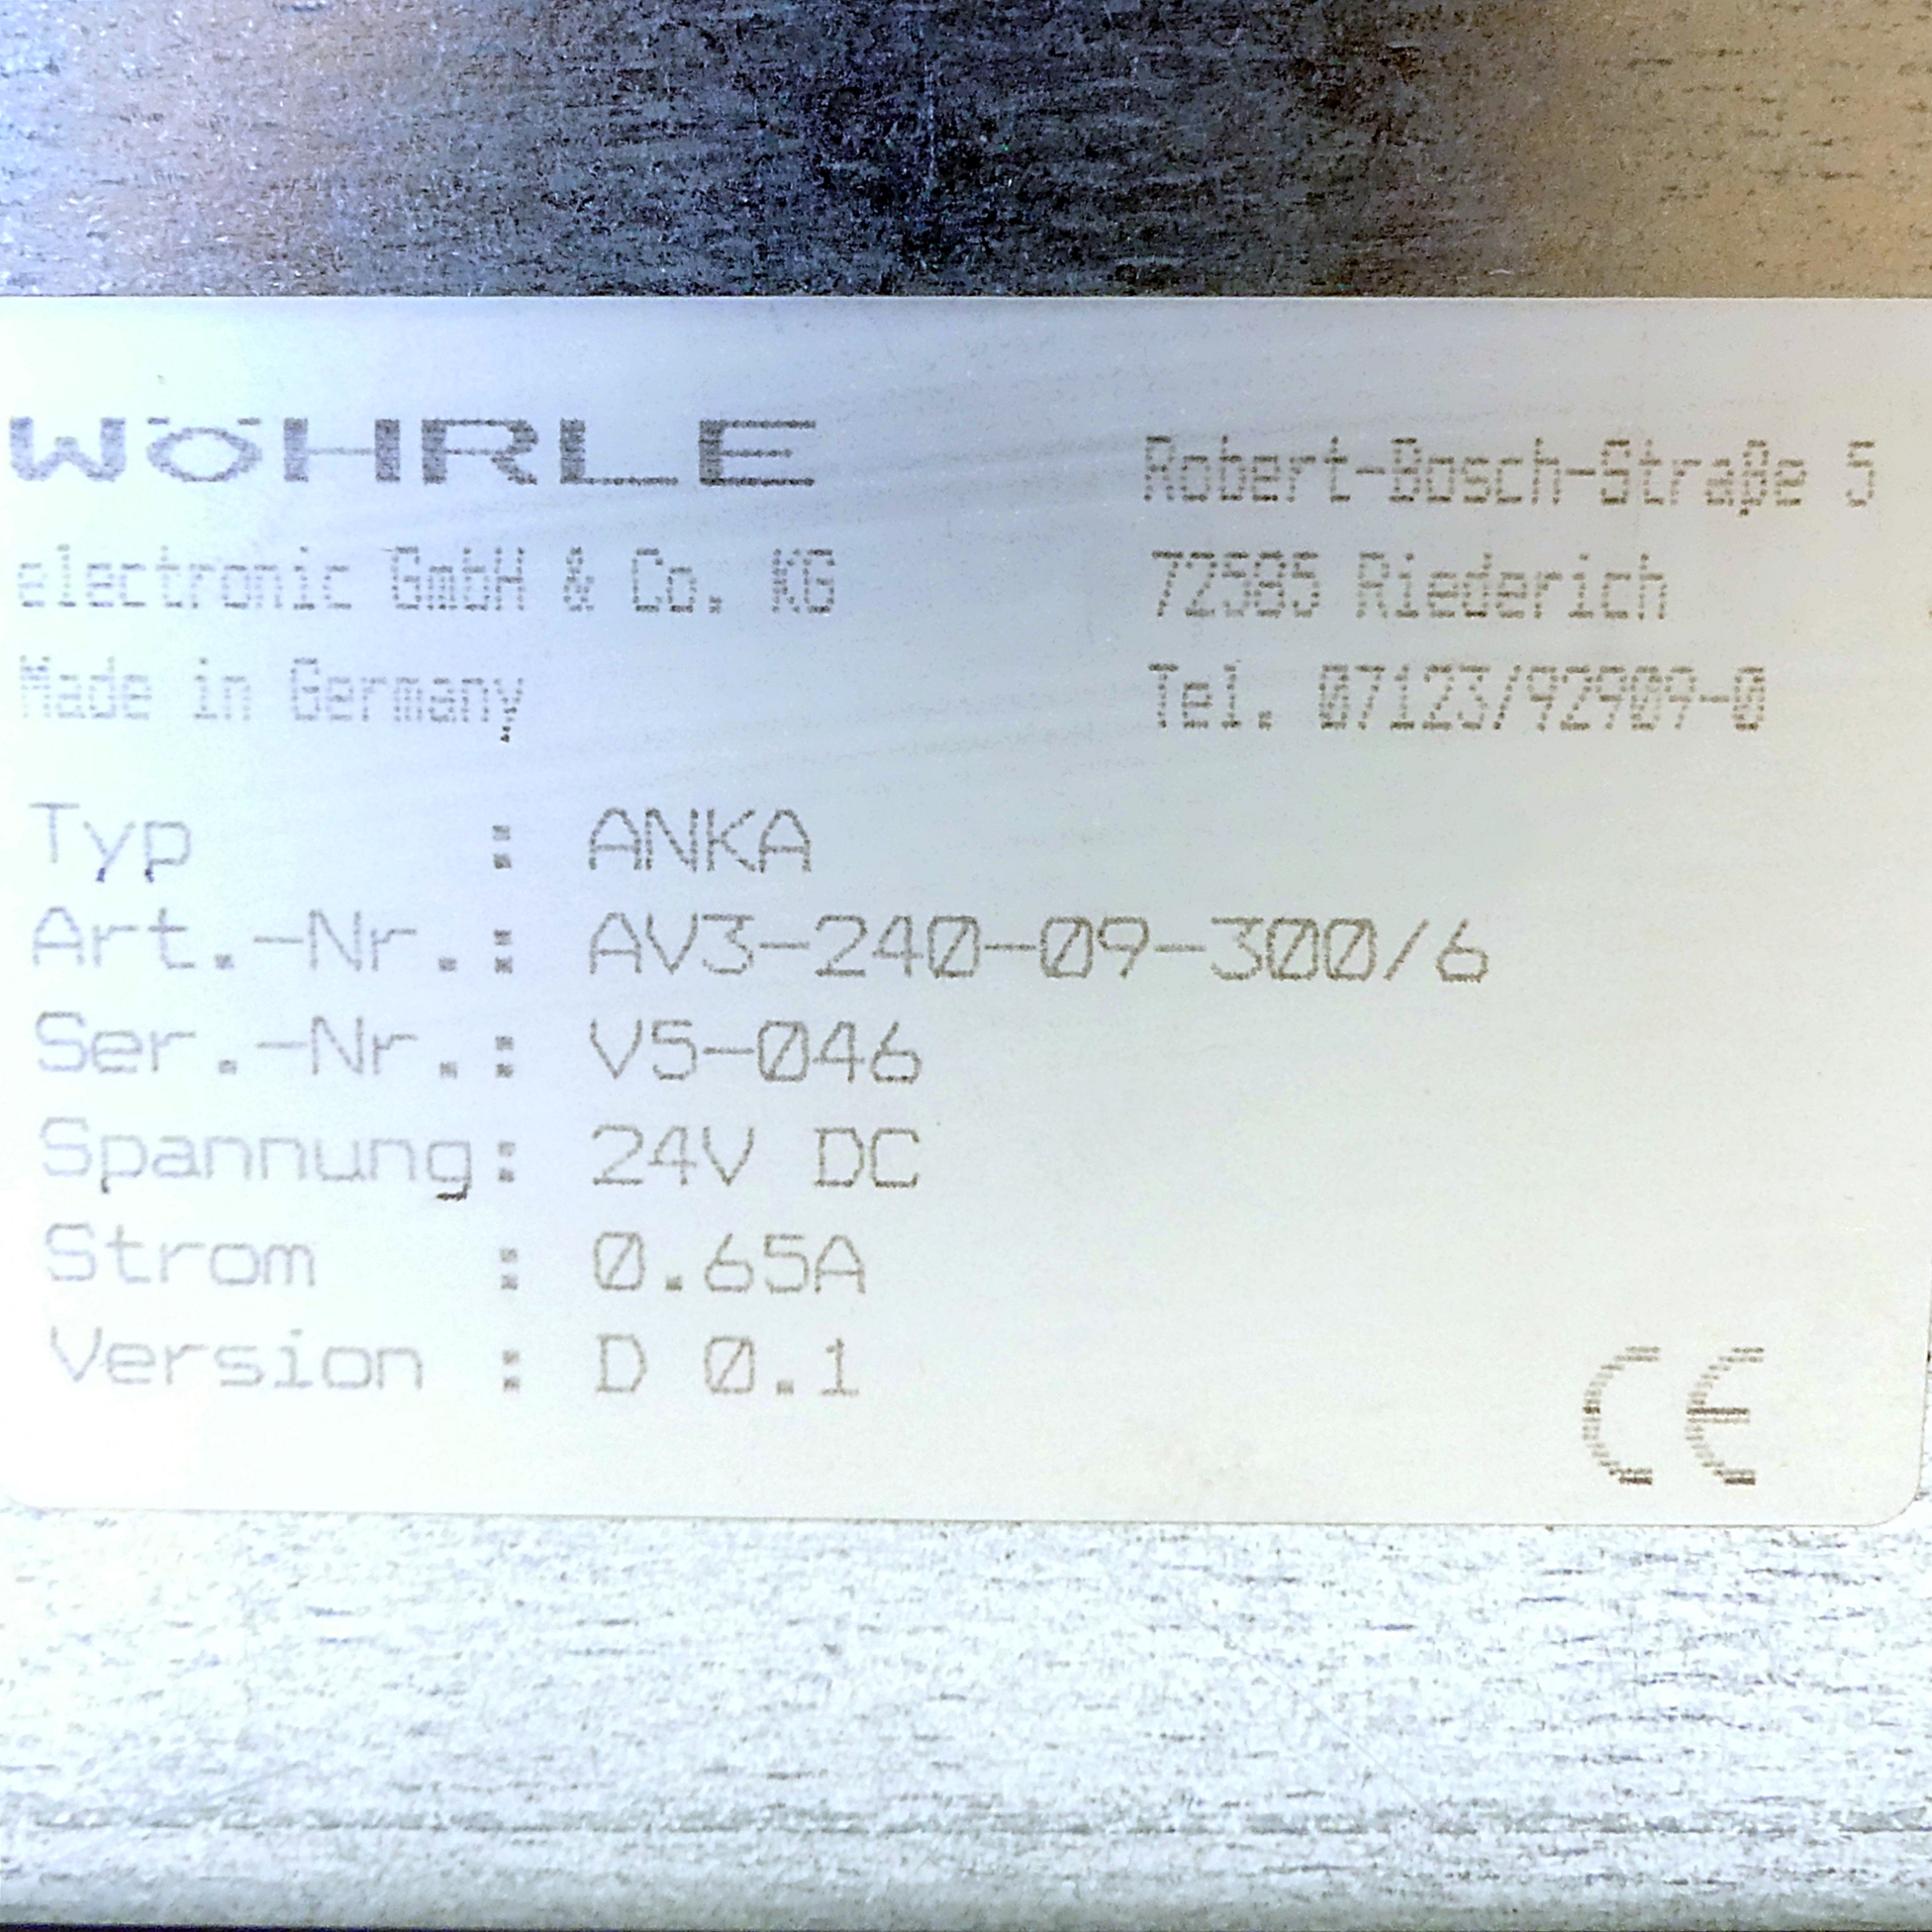 WÖHRLE
electronic GmbH & Co. KG
Made in Germany
Robert-Bosch-Straße 5
72585 Riederich
Tel. 07123/92909-0
Typ : ANKA
Art.-Nr.: AV3-240-09-300/6
Ser.-Nr.: V5-046
Spannung: 24V DC
Strom : 0.65A
Version : D 0.1
CE